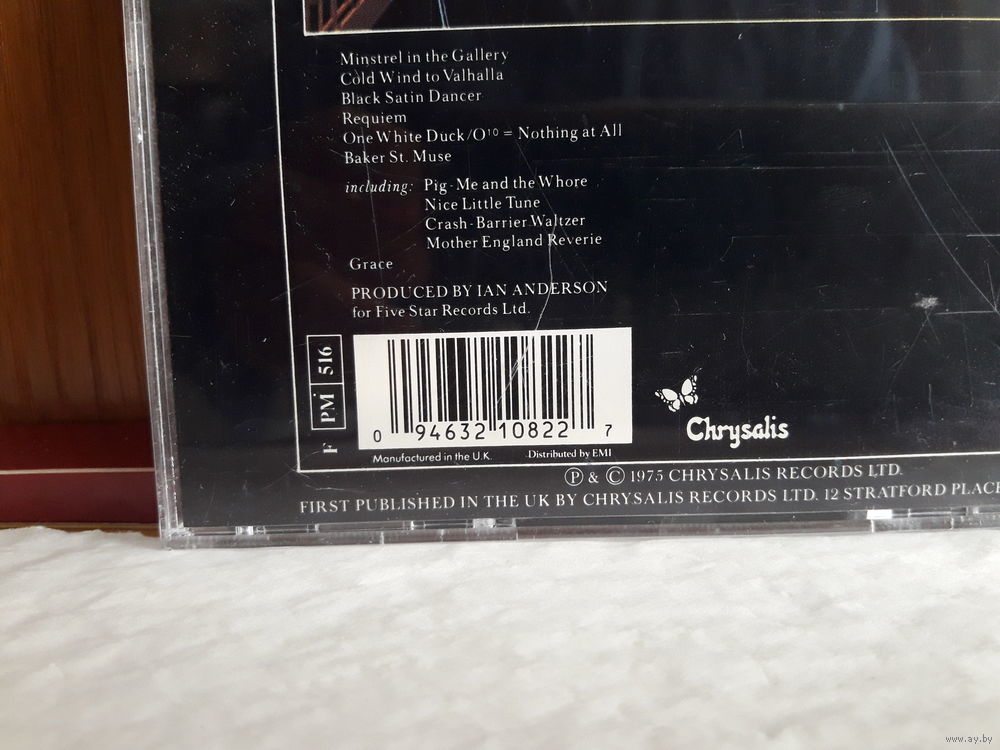 Minstrel in the Gallery
Cold Wind to Valhalla
Black Satin Dancer
Requiem
One White Duck/O¹⁰ = Nothing at All
Baker St. Muse
including: Pig-Me and the Whore
Nice Little Tune
Crash-Barrier Waltzer
Mother England Reverie
Grace
PRODUCED BY IAN ANDERSON
for Five Star Records Ltd.
F PM 516
0 94632 10822 7
Manufactured in the U.K. Distributed by EMI
Chrysalis
Ⓟ & © 1975 CHRYSALIS RECORDS LTD.
FIRST PUBLISHED IN THE UK BY CHRYSALIS RECORDS LTD. 12 STRATFORD PLACE
www.ay.by